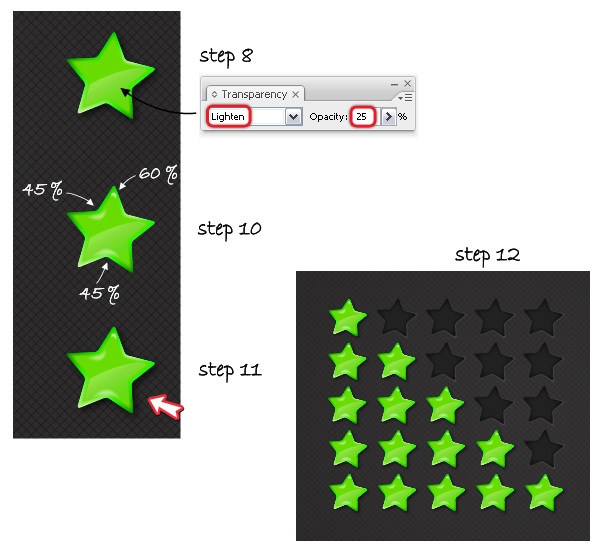 step 8
Transparency
Lighten
Opacity: 25 %
60 %
45 %
step 10
45 %
step 12
step 11